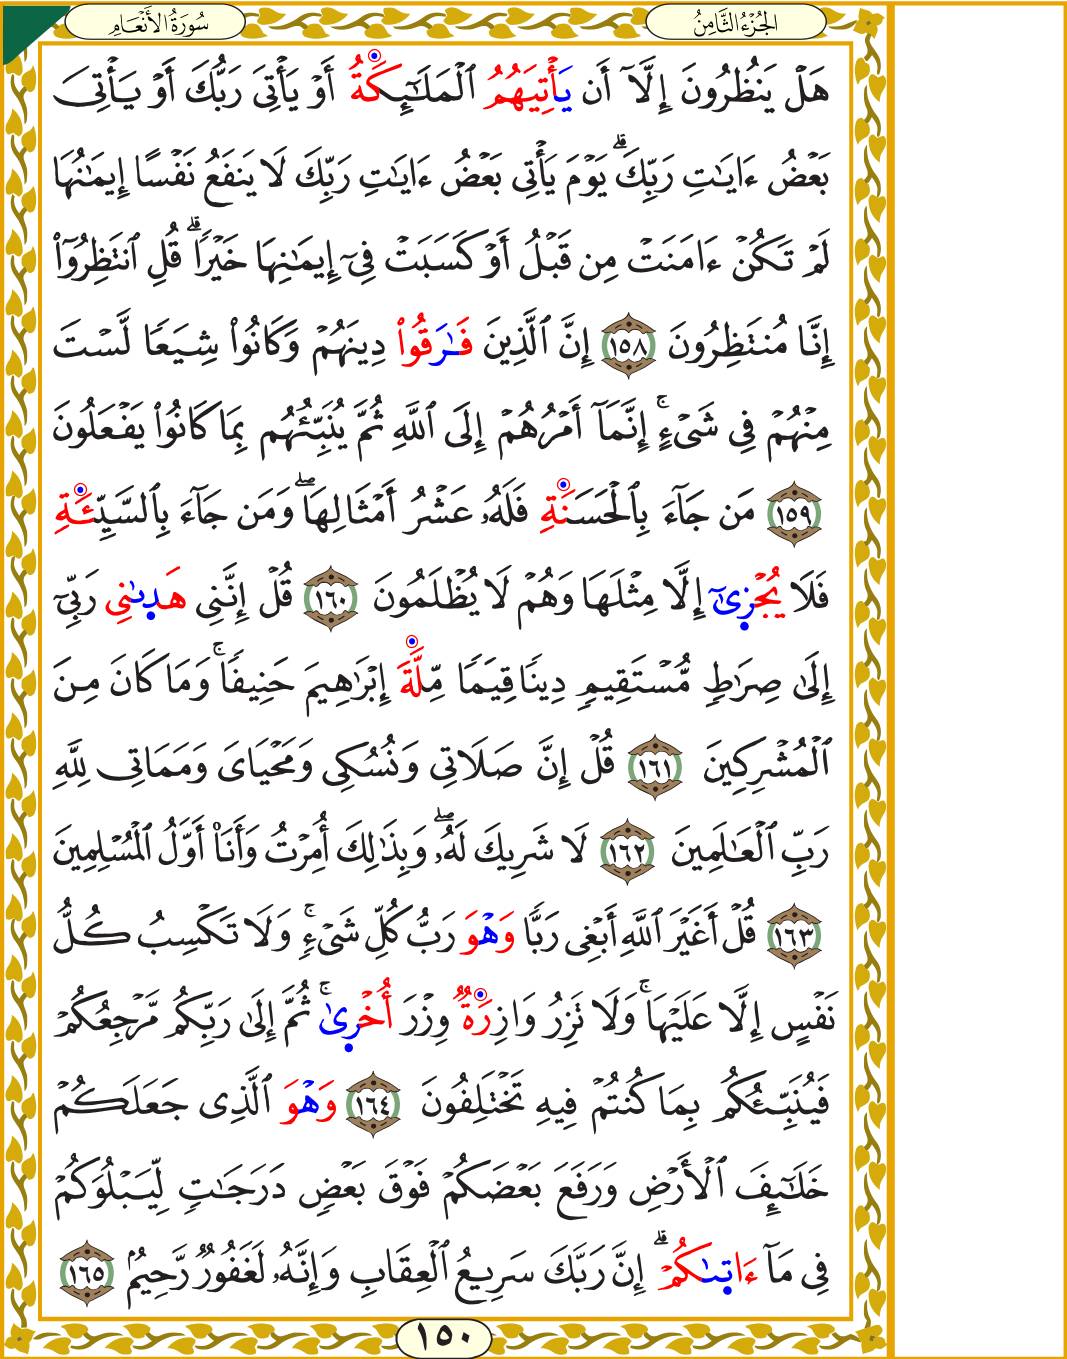 الجُزْءُ الثَّامِنُ
سُورَةُ الأَنْعَامِ
هَلْ يَنظُرُونَ إِلَّآ أَن يَأْتِيَهُمُ ٱلْمَلَٰٓئِكَةُ أَوْ يَأْتِىَ رَبُّكَ أَوْ يَأْتِىَ
بَعْضُ ءَايَٰتِ رَبِّكَ ۗ يَوْمَ يَأْتِى بَعْضُ ءَايَٰتِ رَبِّكَ لَا يَنفَعُ نَفْسًا إِيمَٰنُهَا
لَمْ تَكُنْ ءَامَنَتْ مِن قَبْلُ أَوْ كَسَبَتْ فِىٓ إِيمَٰنِهَا خَيْرًا ۗ قُلِ ٱنتَظِرُوٓا۟
إِنَّا مُنتَظِرُونَ ١٥٨ إِنَّ ٱلَّذِينَ فَٰرَقُوا۟ دِينَهُمْ وَكَانُوا۟ شِيَعًا لَّسْتَ
مِنْهُمْ فِى شَىْءٍ ۚ إِنَّمَآ أَمْرُهُمْ إِلَى ٱللَّهِ ثُمَّ يُنَبِّئُهُم بِمَا كَانُوا۟ يَفْعَلُونَ
١٥٩ مَن جَآءَ بِٱلْحَسَنَةِ فَلَهُۥ عَشْرُ أَمْثَالِهَا ۖ وَمَن جَآءَ بِٱلسَّيِّئَةِ
فَلَا يُجْزِىٰٓ إِلَّا مِثْلَهَا وَهُمْ لَا يُظْلَمُونَ ١٦٠ قُلْ إِنَّنِى هَدِىٰنِى رَبِّىٓ
إِلَىٰ صِرَٰطٍ مُّسْتَقِيمٍ دِينًا قِيَمًا مِّلَّةَ إِبْرَٰهِيمَ حَنِيفًا ۚ وَمَا كَانَ مِنَ
ٱلْمُشْرِكِينَ ١٦١ قُلْ إِنَّ صَلَاتِى وَنُسُكِى وَمَحْيَاىَ وَمَمَاتِى لِلَّهِ
رَبِّ ٱلْعَٰلَمِينَ ١٦٢ لَا شَرِيكَ لَهُۥ ۖ وَبِذَٰلِكَ أُمِرْتُ وَأَنَا۠ أَوَّلُ ٱلْمُسْلِمِينَ
١٦٣ قُلْ أَغَيْرَ ٱللَّهِ أَبْغِى رَبًّا وَهْوَ رَبُّ كُلِّ شَىْءٍ ۚ وَلَا تَكْسِبُ كُلُّ
نَفْسٍ إِلَّا عَلَيْهَا ۚ وَلَا تَزِرُ وَازِرَةٌ وِزْرَ أُخْرِىٰ ۚ ثُمَّ إِلَىٰ رَبِّكُم مَّرْجِعُكُمْ
فَيُنَبِّئُكُم بِمَا كُنتُمْ فِيهِ تَخْتَلِفُونَ ١٦٤ وَهْوَ ٱلَّذِى جَعَلَكُمْ
خَلَٰٓئِفَ ٱلْأَرْضِ وَرَفَعَ بَعْضَكُمْ فَوْقَ بَعْضٍ دَرَجَٰتٍ لِّيَبْلُوَكُمْ
فِى مَآ ءَاتِىٰكُمْ ۗ إِنَّ رَبَّكَ سَرِيعُ ٱلْعِقَابِ وَإِنَّهُۥ لَغَفُورٌ رَّحِيمٌۢ ١٦٥
١٥٠